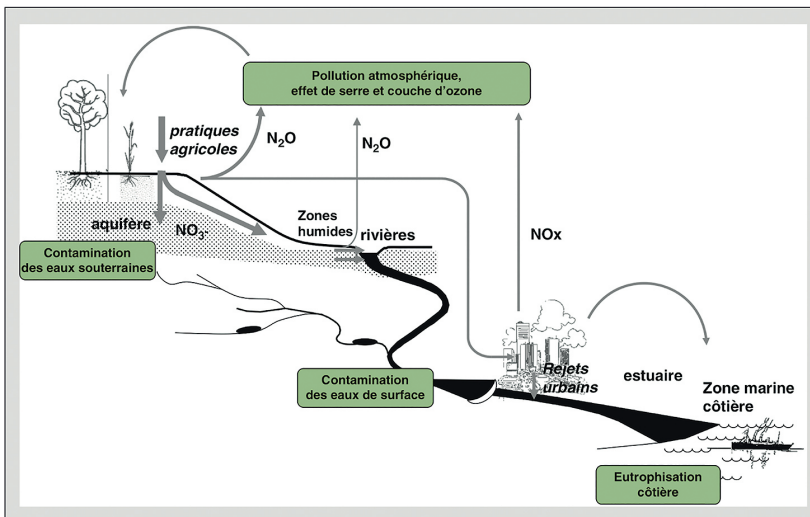 Pollution atmosphérique,
effet de serre et couche d'ozone
pratiques
agricoles
N2O
N2O
NOx
aquifère
NO3-
Zones
humides
rivières
Contamination
des eaux souterraines
Contamination
des eaux de surface
Rejets
urbains
estuaire
Zone marine
côtière
Eutrophisation
côtière